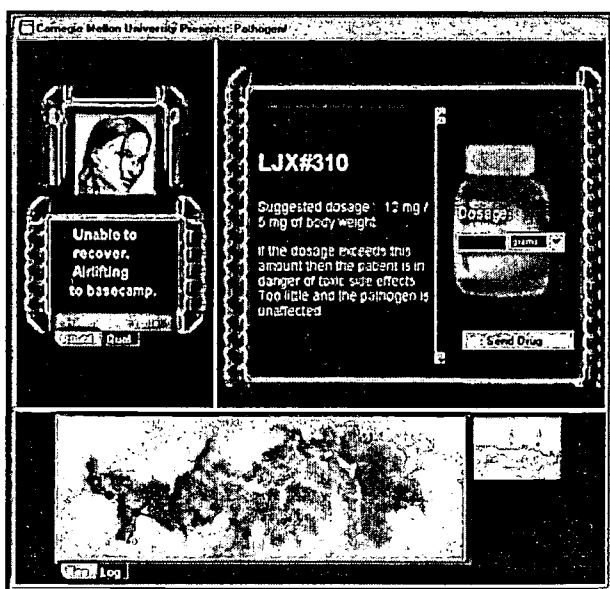 Carnegie Mellon University Presents: Pathogen!
Unable to
recover.
Airlifting
to basecamp.
Quit
LJX#310
Suggested dosage: 12 mg /
5 mg of body weight
If the dosage exceeds this
amount then the patient is in
danger of toxic side effects
Too little and the pathogen is
unaffected
Dosage:
grams
Send Drug
Log